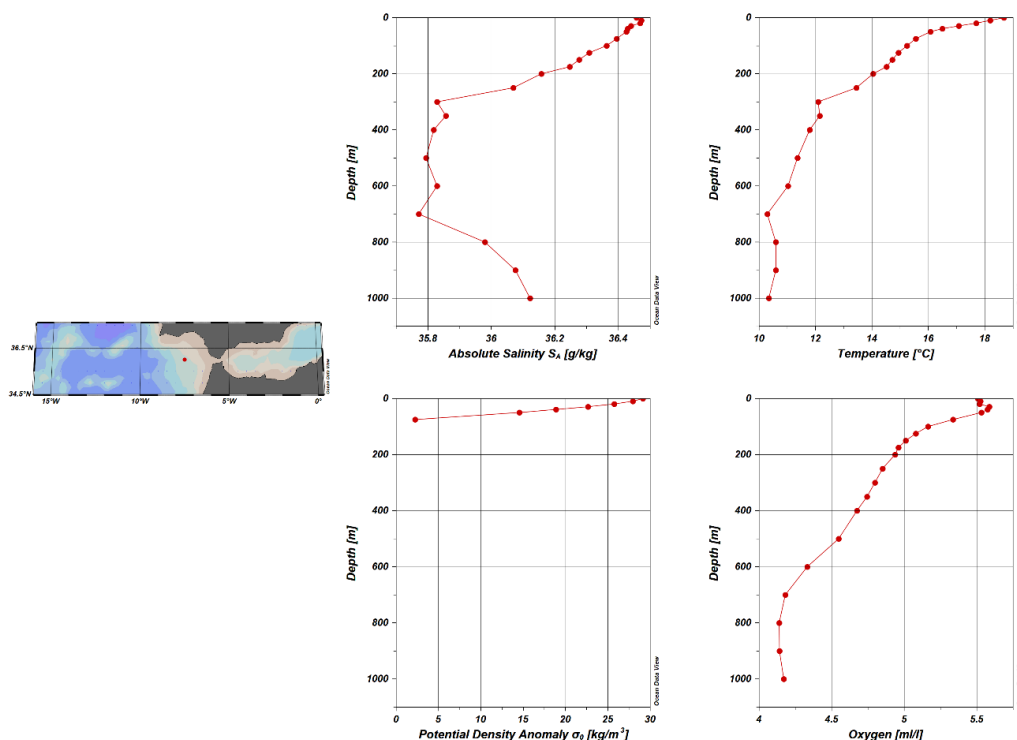 0
200
400
600
800
1000
Depth [m]
35.8
36
36.2
36.4
Absolute Salinity SA [g/kg]
Ocean Data View
0
200
400
600
800
1000
Depth [m]
10
12
14
16
18
Temperature [°C]
36.5°N
34.5°N
15°W
10°W
5°W
0°
Ocean Data View
0
200
400
600
800
1000
Depth [m]
0
5
10
15
20
25
30
Potential Density Anomaly σ0 [kg/m3]
Ocean Data View
0
200
400
600
800
1000
Depth [m]
4
4.5
5
5.5
Oxygen [ml/l]